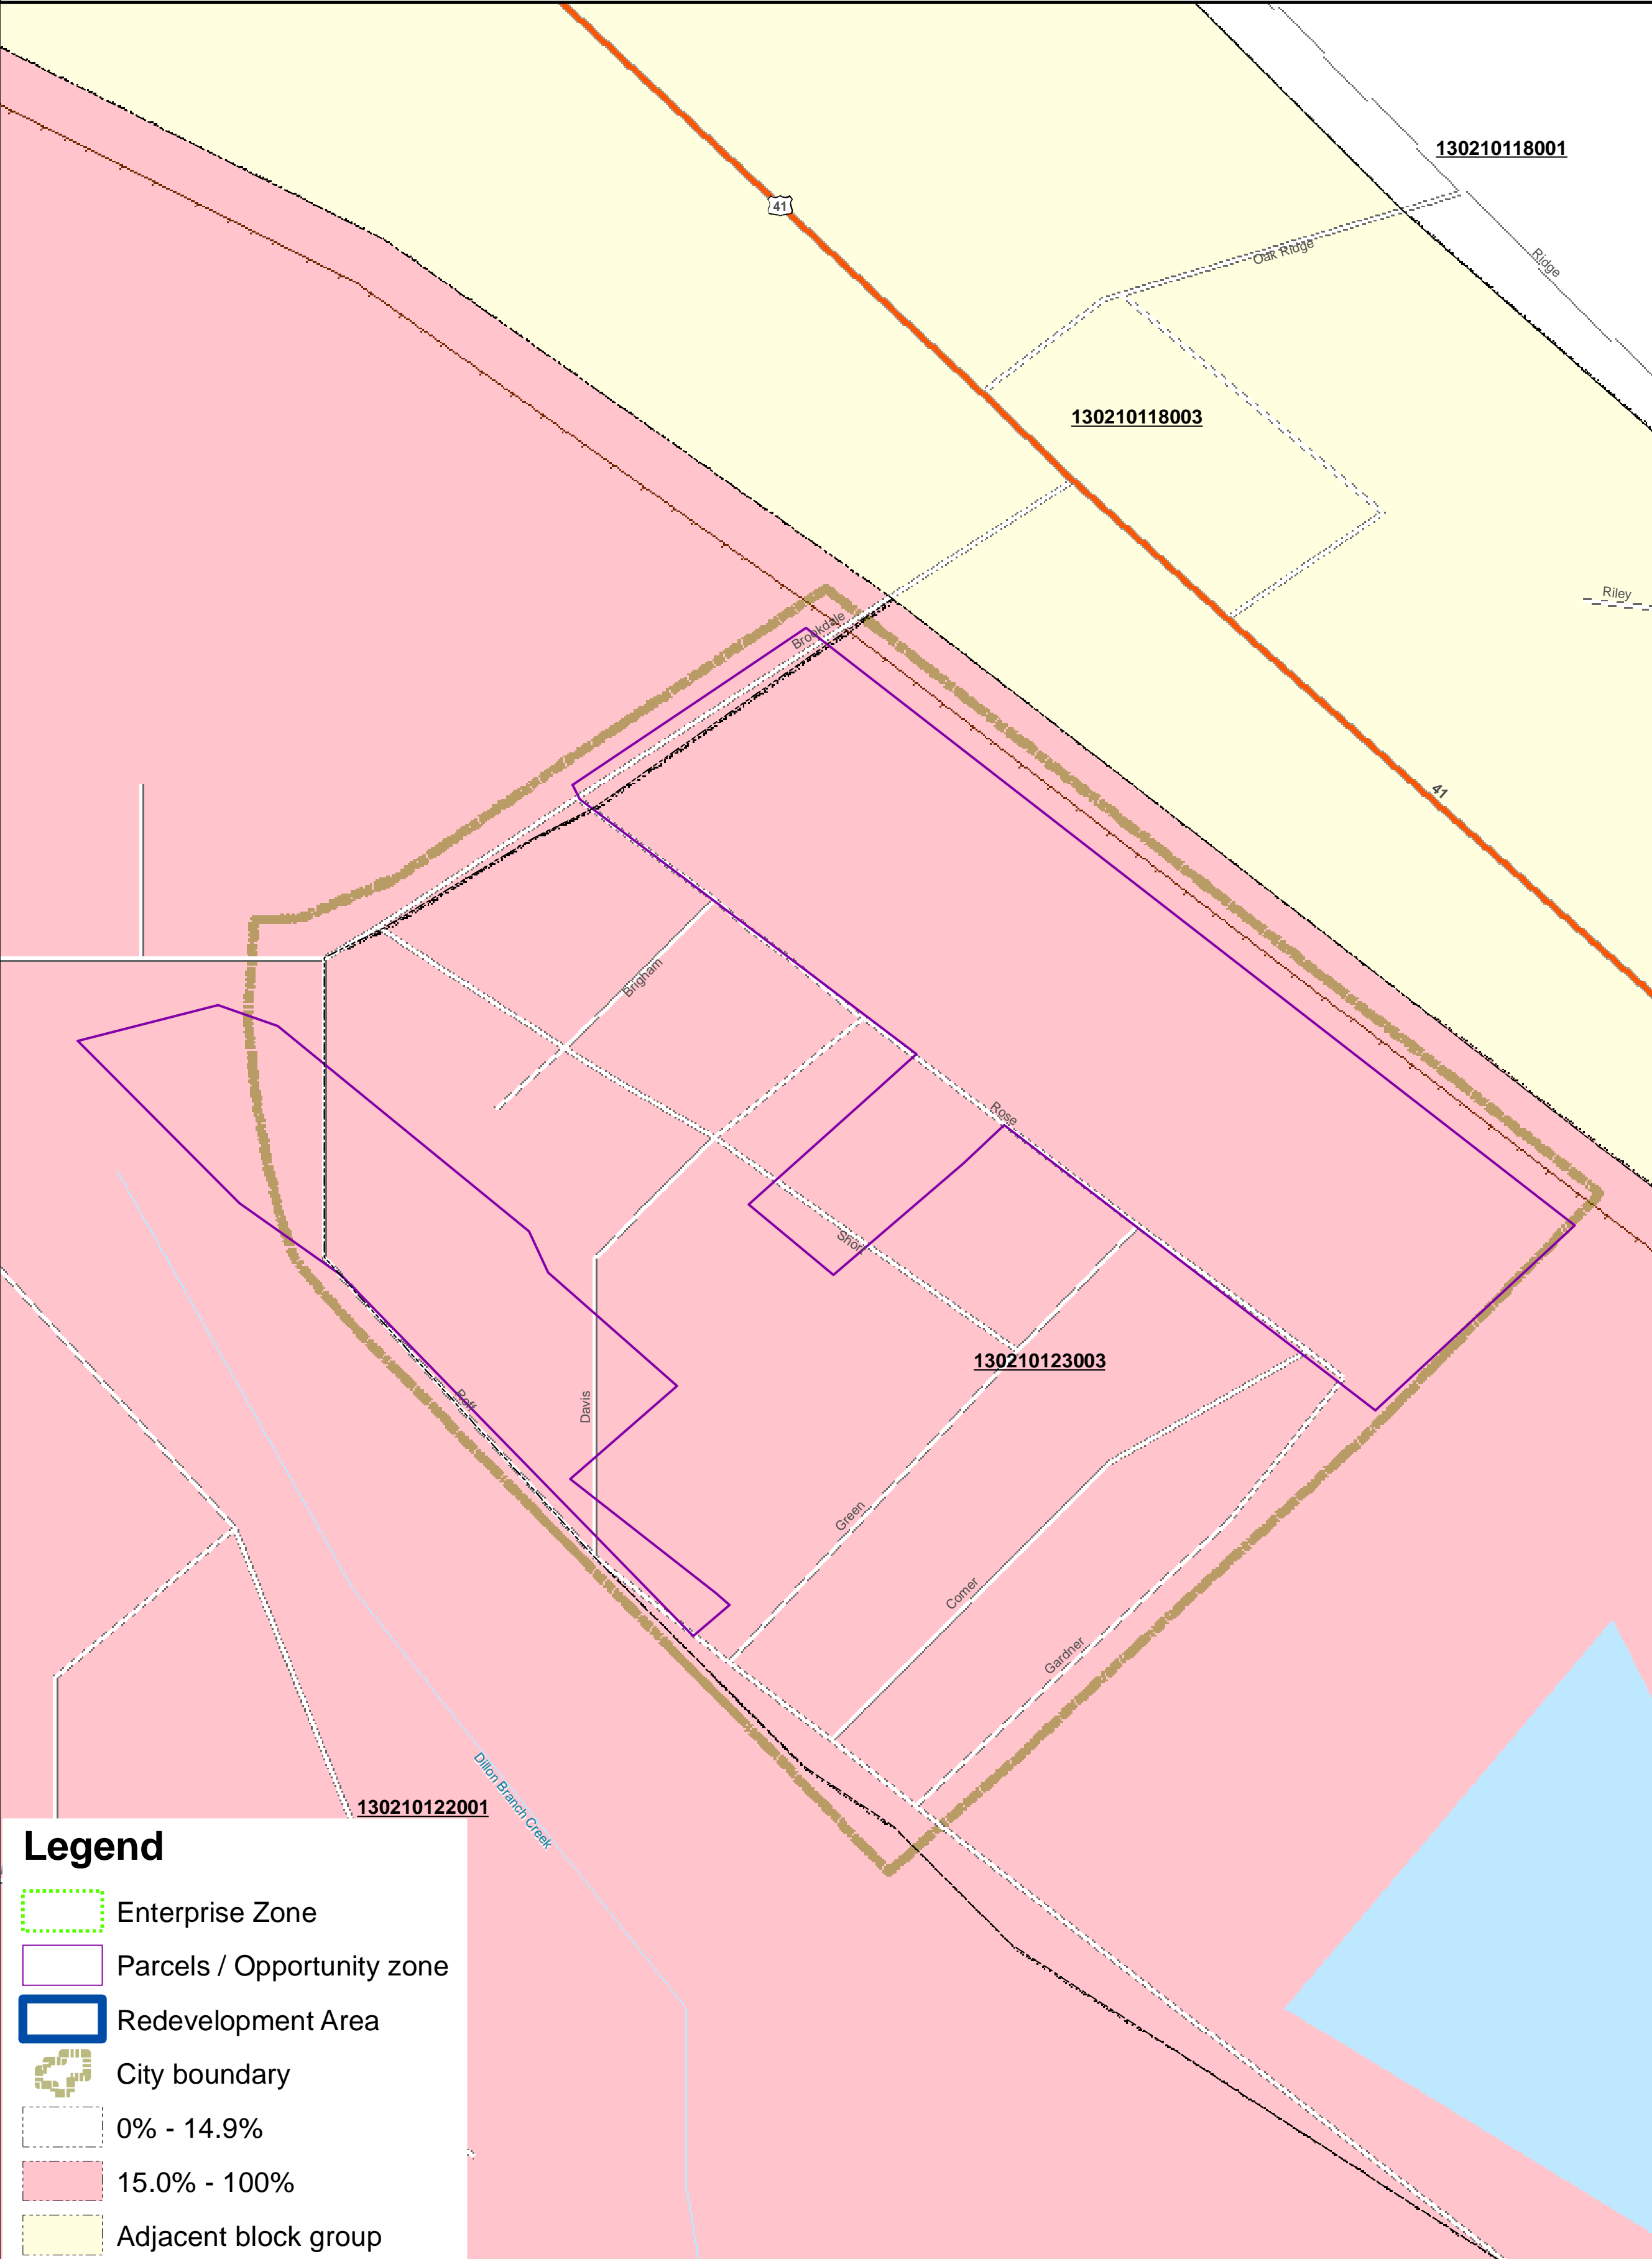 130210118001
41
Oak Ridge
Ridge
130210118003
Riley
Brookdale
41
Brigham
Rose
Short
130210123003
Roff
Davis
Green
Comer
Gardner
Dillon Branch Creek
130210122001
Legend
Enterprise Zone
Parcels / Opportunity zone
Redevelopment Area
City boundary
0% - 14.9%
15.0% - 100%
Adjacent block group